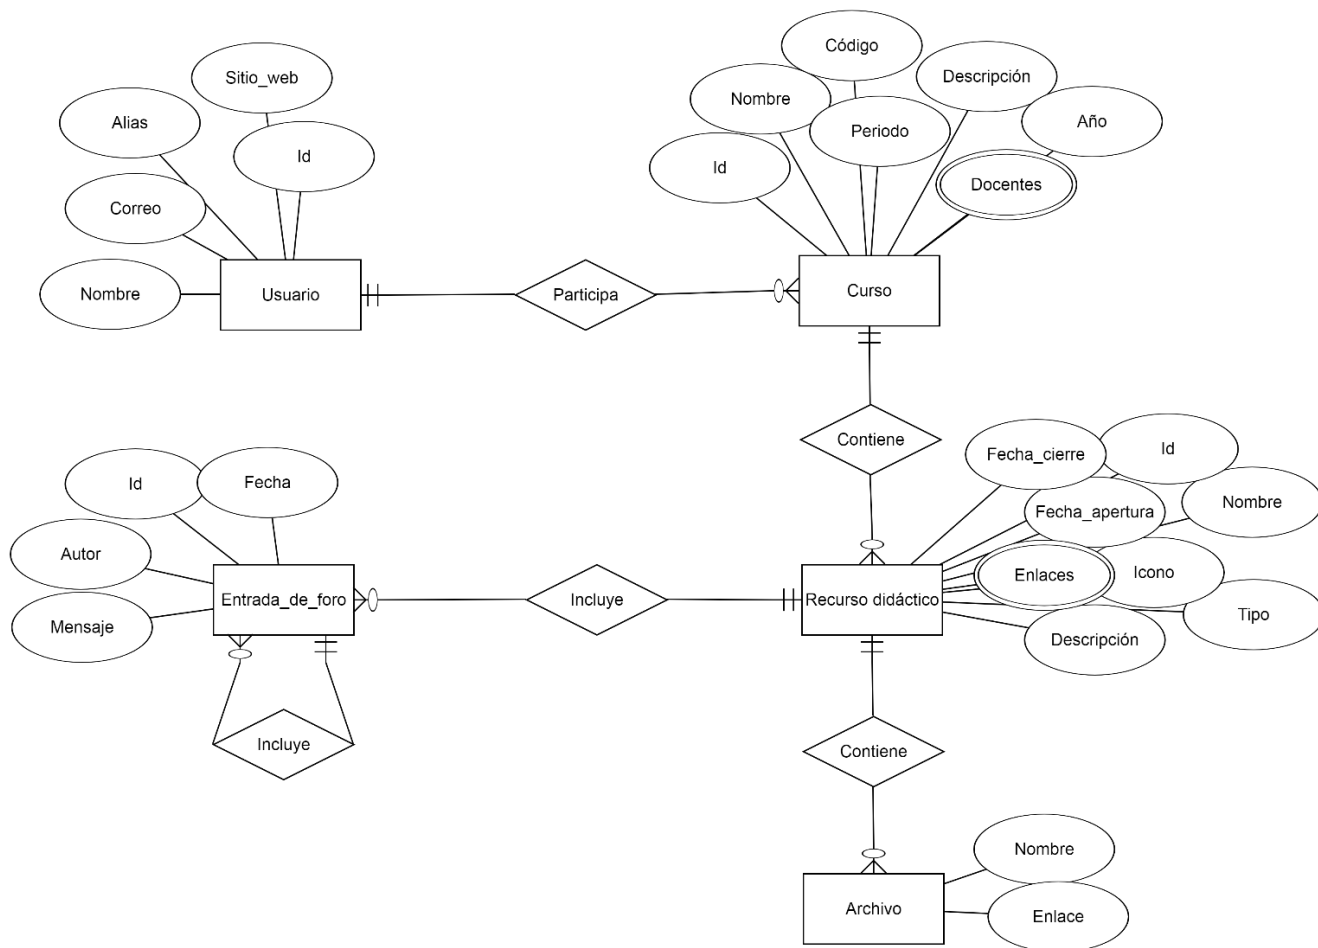 Código
Sitio_web
Descripción
Nombre
Alias
Año
Periodo
Id
Id
Docentes
Correo
Nombre
Usuario
Participa
Curso
Contiene
Fecha_cierre
Id
Id
Fecha
Nombre
Fecha_apertura
Autor
Enlaces
Icono
Entrada_de_foro
Incluye
Recurso didáctico
Tipo
Mensaje
Descripción
Incluye
Contiene
Nombre
Archivo
Enlace